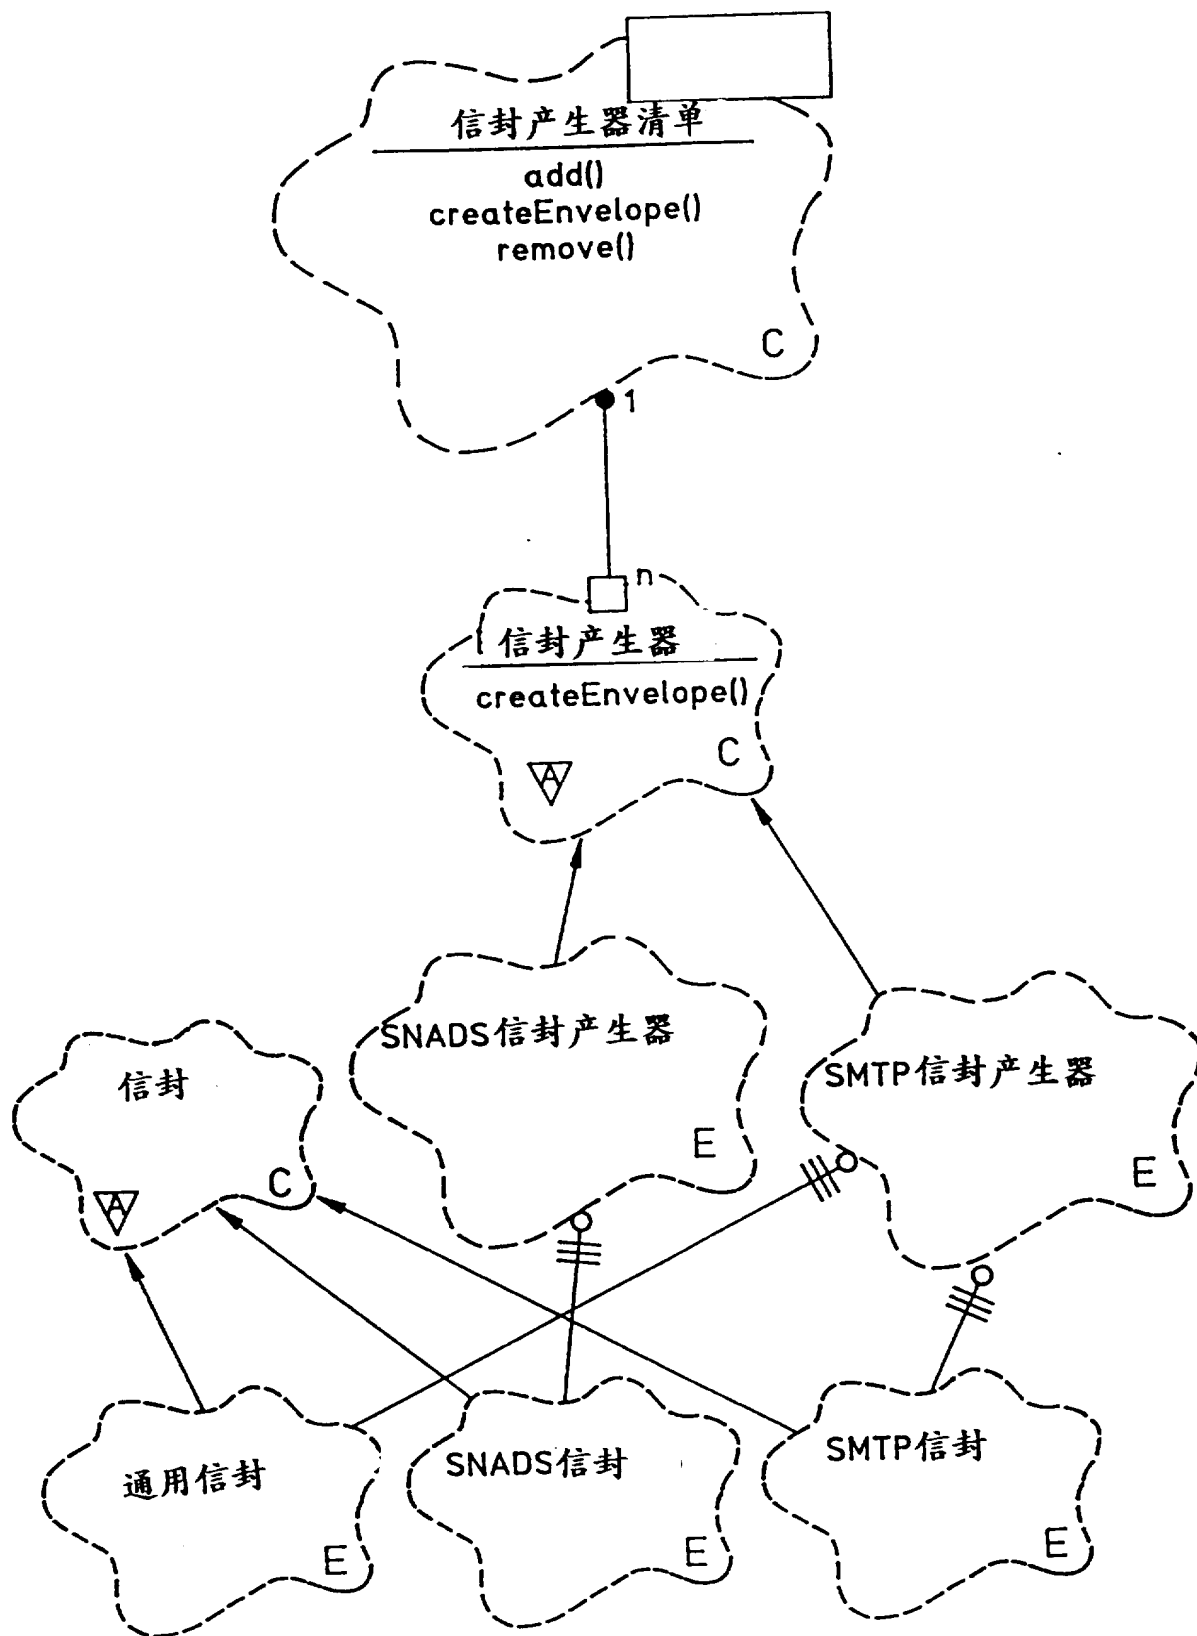 信封产生器清单
add()
createEnvelope()
remove()
C
1
n
信封产生器
createEnvelope()
A
C
SNADS信封产生器
E
SMTP信封产生器
E
信封
A
C
通用信封
E
SNADS信封
E
SMTP信封
E